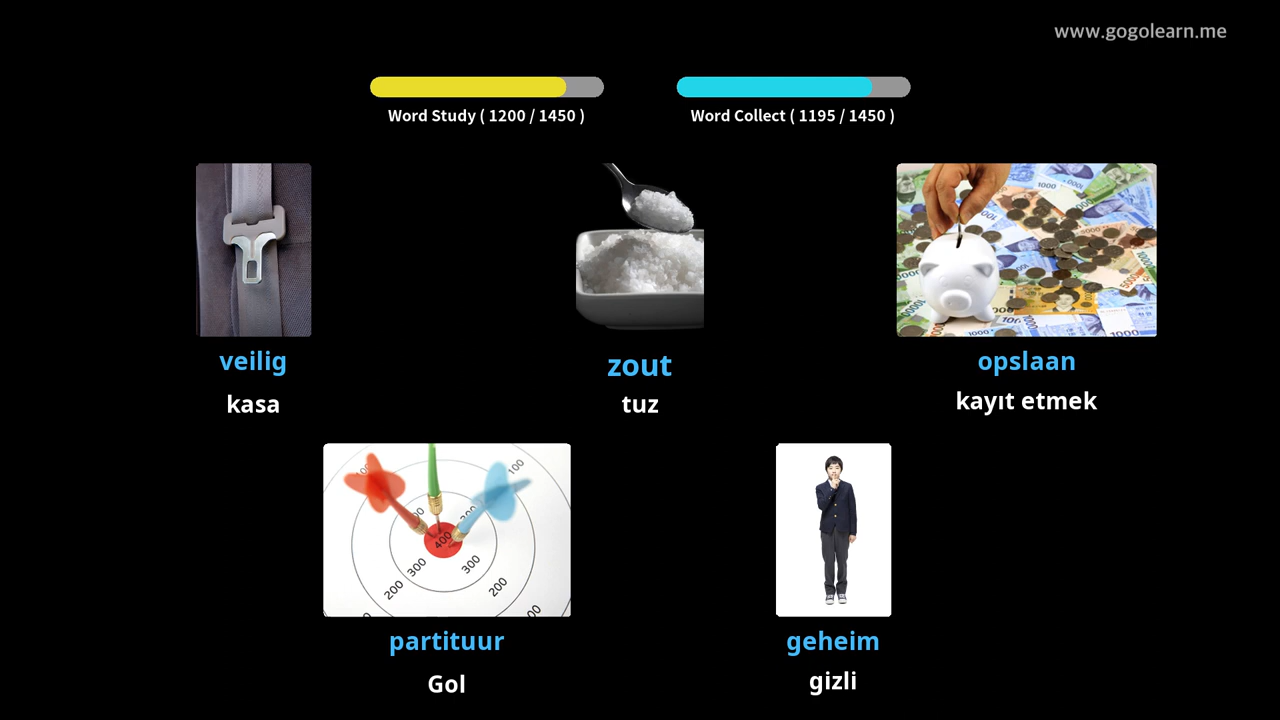 www.gogolearn.me
Word Study ( 1200 / 1450 )
Word Collect ( 1195 / 1450 )
veilig
kasa
zout
tuz
opslaan
kayıt etmek
partituur
Gol
geheim
gizli